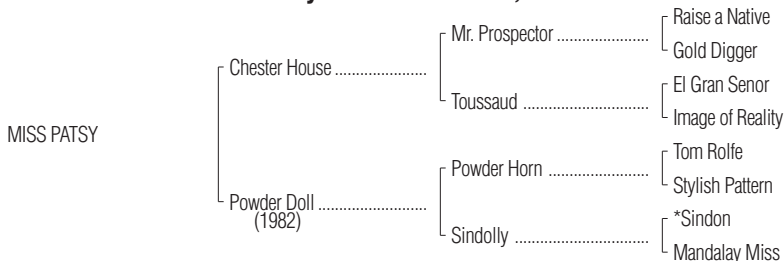 Raise a Native
Mr. Prospector ......................
Gold Digger
Chester House ......................
El Gran Senor
Toussaud ..............................
Image of Reality
MISS PATSY
Tom Rolfe
Powder Horn ........................
Stylish Pattern
Powder Doll ..........................
(1982)
*Sindon
Sindolly ................................
Mandalay Miss